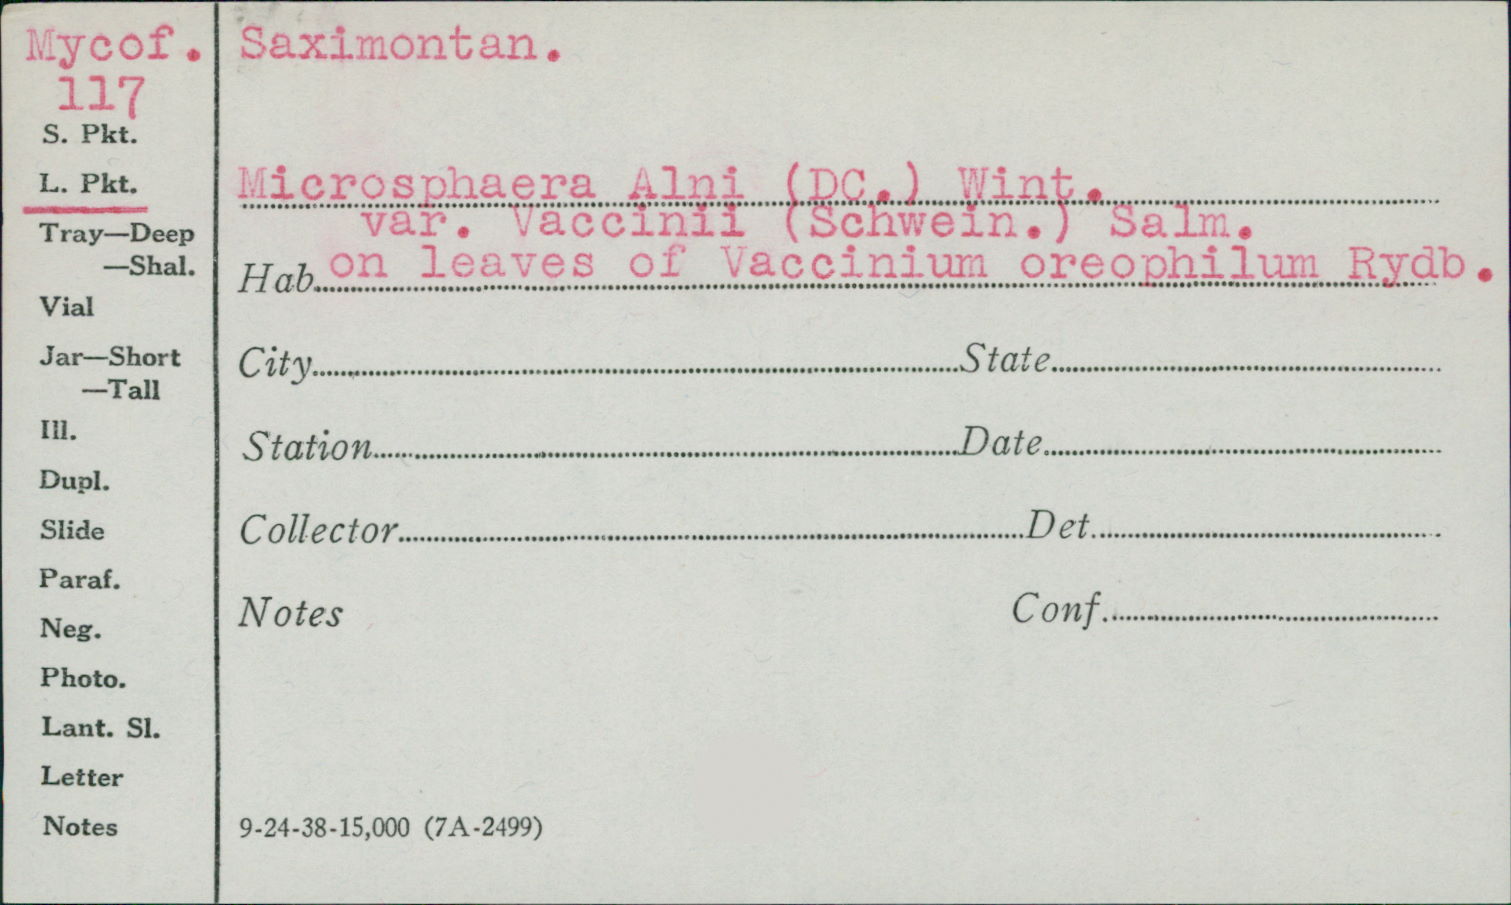 Mycof. Saximontan.
117
S. Pkt.
L. Pkt.
Tray—Deep
—Shal.
Vial
Jar—Short
—Tall
Ill.
Dupl.
Slide
Paraf.
Neg.
Photo.
Lant. Sl.
Letter
Notes
Microsphaera Alni (DC.) Wint.
var. Vaccinii (Schwein.) Salm.
Hab. on leaves of Vaccinium oreophilum Rydb.
City State
Station Date
Collector Det.
Notes Conf.
9-24-38-15,000 (7A-2499)